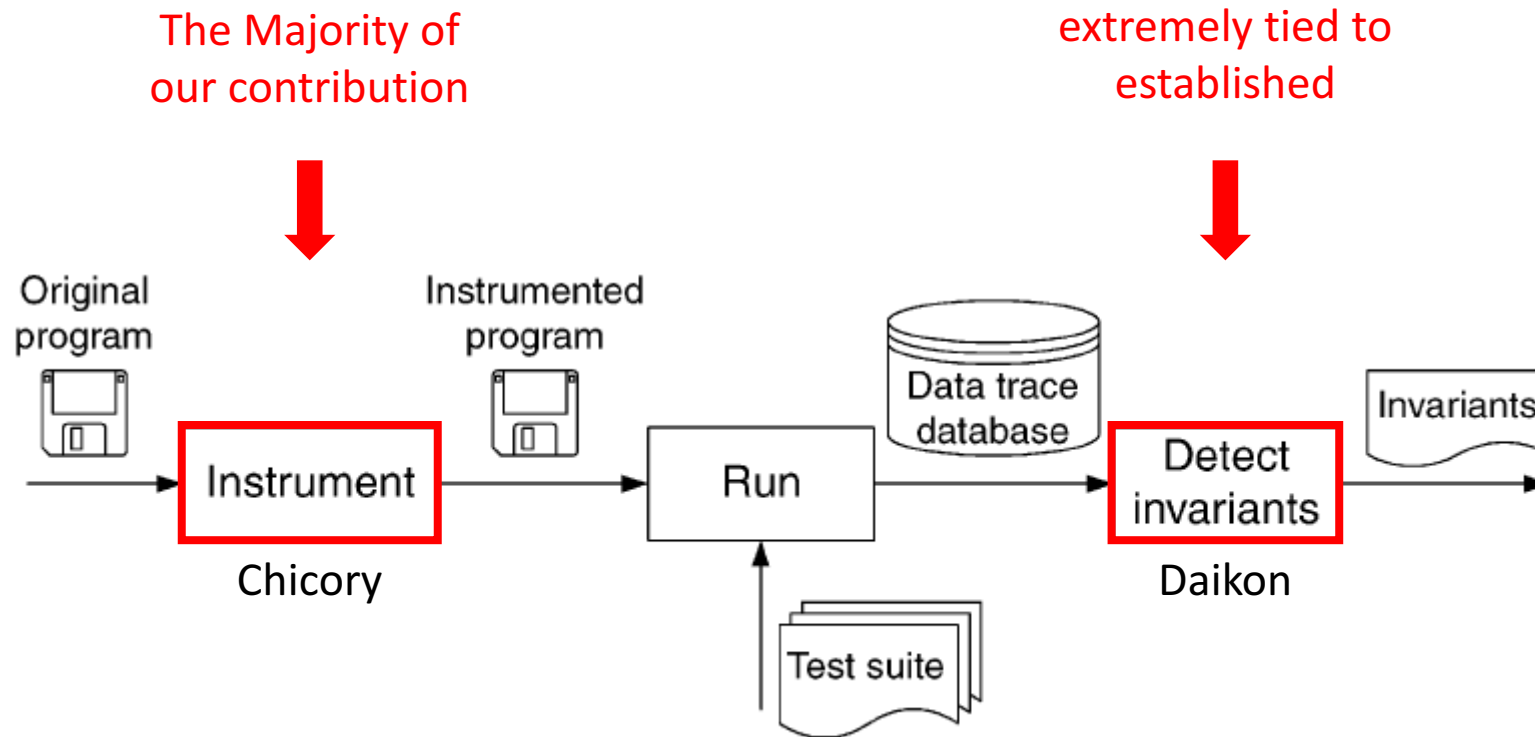 The Majority of
our contribution
extremely tied to
established
Original
program
Instrumented
program
Data trace
database
Invariants
Instrument
Run
Detect
invariants
Chicory
Daikon
Test suite